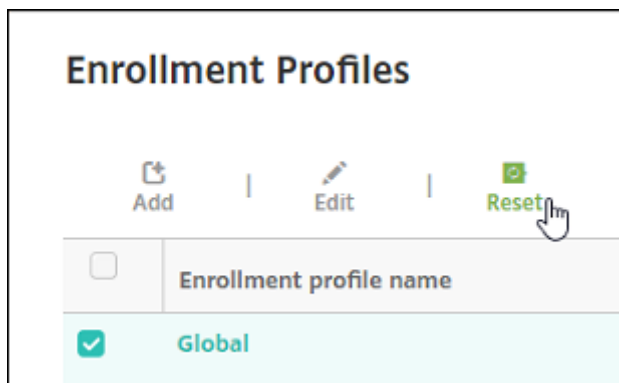 Enrollment Profiles
Add | Edit | Reset
Enrollment profile name
Global